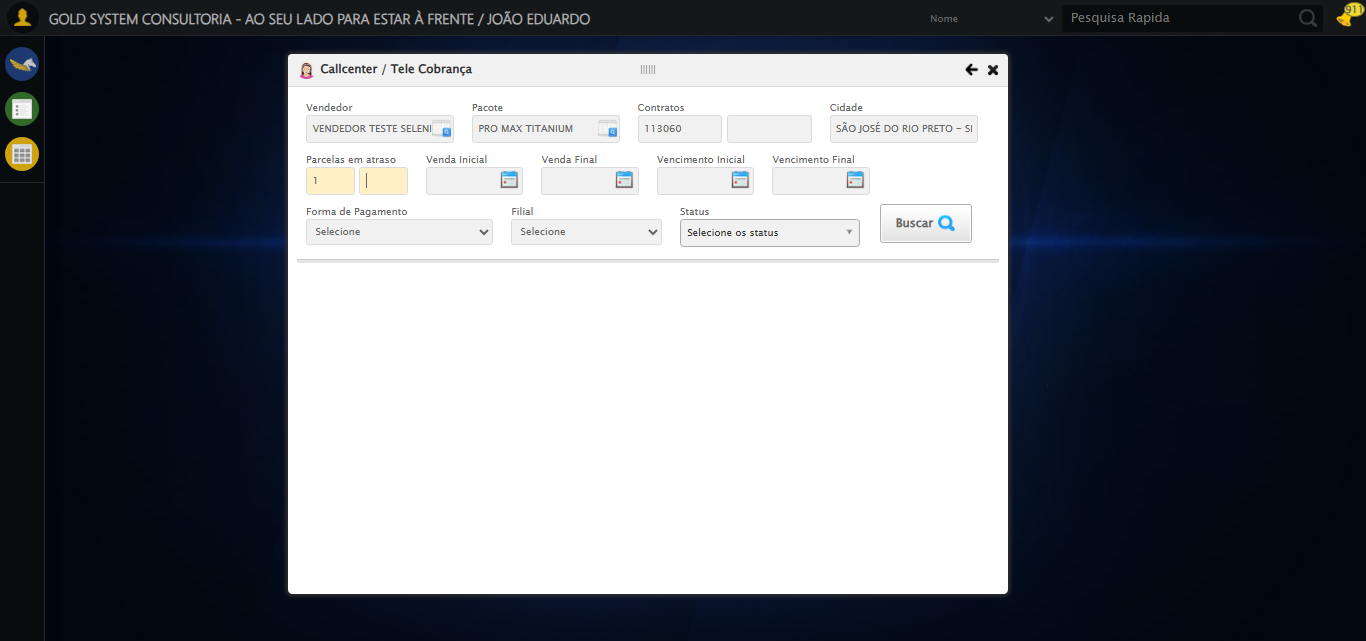 GOLD SYSTEM CONSULTORIA - AO SEU LADO PARA ESTAR À FRENTE / JOÃO EDUARDO
Nome
Pesquisa Rapida
911
Callcenter / Tele Cobrança
Vendedor Pacote Contratos Cidade
VENDEDOR TESTE SELENI PRO MAX TITANIUM 113060 SÃO JOSÉ DO RIO PRETO - SI
Parcelas em atraso Venda Inicial Venda Final Vencimento Inicial Vencimento Final
1
Forma de Pagamento Filial Status
Selecione Selecione Selecione os status Buscar